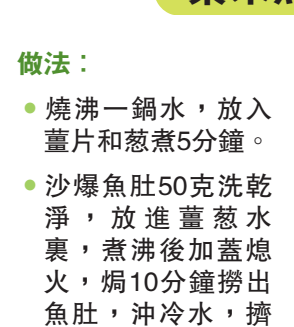 做法：
• 燒沸一鍋水，放入
薑片和葱煮5分鐘。
• 沙爆魚肚50克洗乾
淨，放進薑葱水
裏，煮沸後加蓋熄
火，焗10分鐘撈出
魚肚，沖冷水，擠